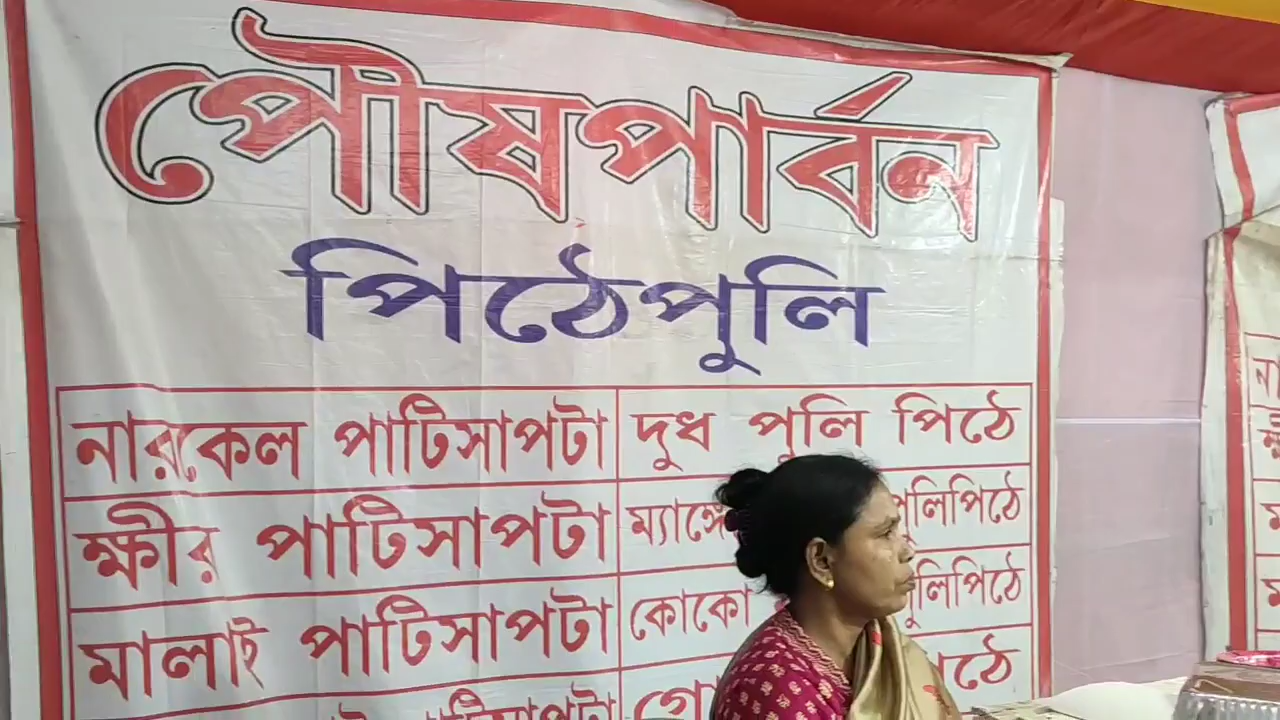 পৌষপার্বন
পিঠেপুলি
নারকেল পাটিসাপটা দুধ পুলি পিঠে
ক্ষীর পাটিসাপটা পুলিপিঠে
মালাই পাটিসাপটা কোকো পুলিপিঠে